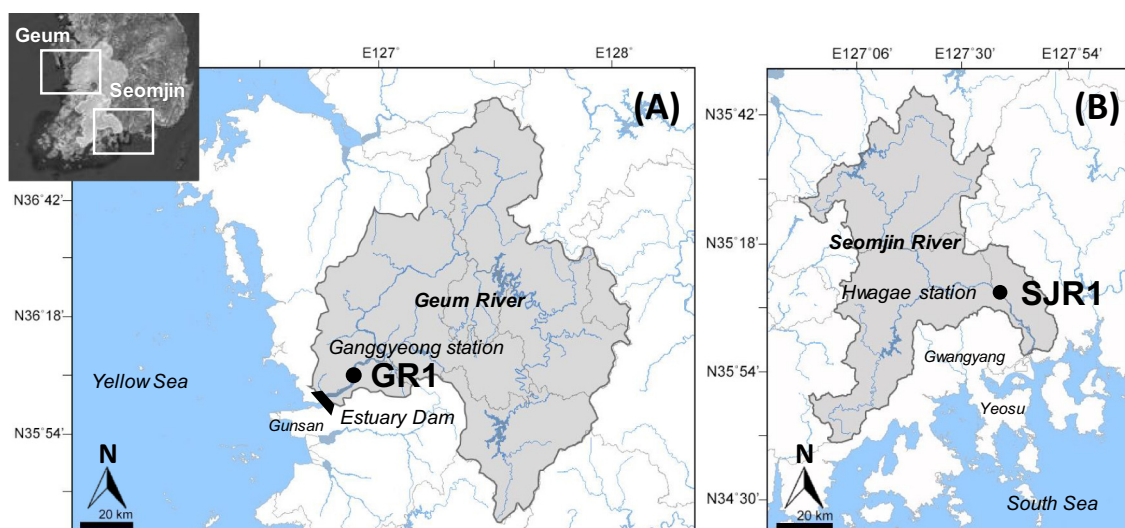 Geum
Seomjin
E127° E128°
E127°06' E127°30' E127°54'
(A)
(B)
N36°42'
N36°18'
N35°54'
N35°42'
N35°18'
N35°54'
N34°30'
Geum River
Ganggyeong station
GR1
Yellow Sea
Gunsan
Estuary Dam
N
20 km
Seomjin River
Hwagae station
SJR1
Gwangyang
Yeosu
South Sea
N
20 km